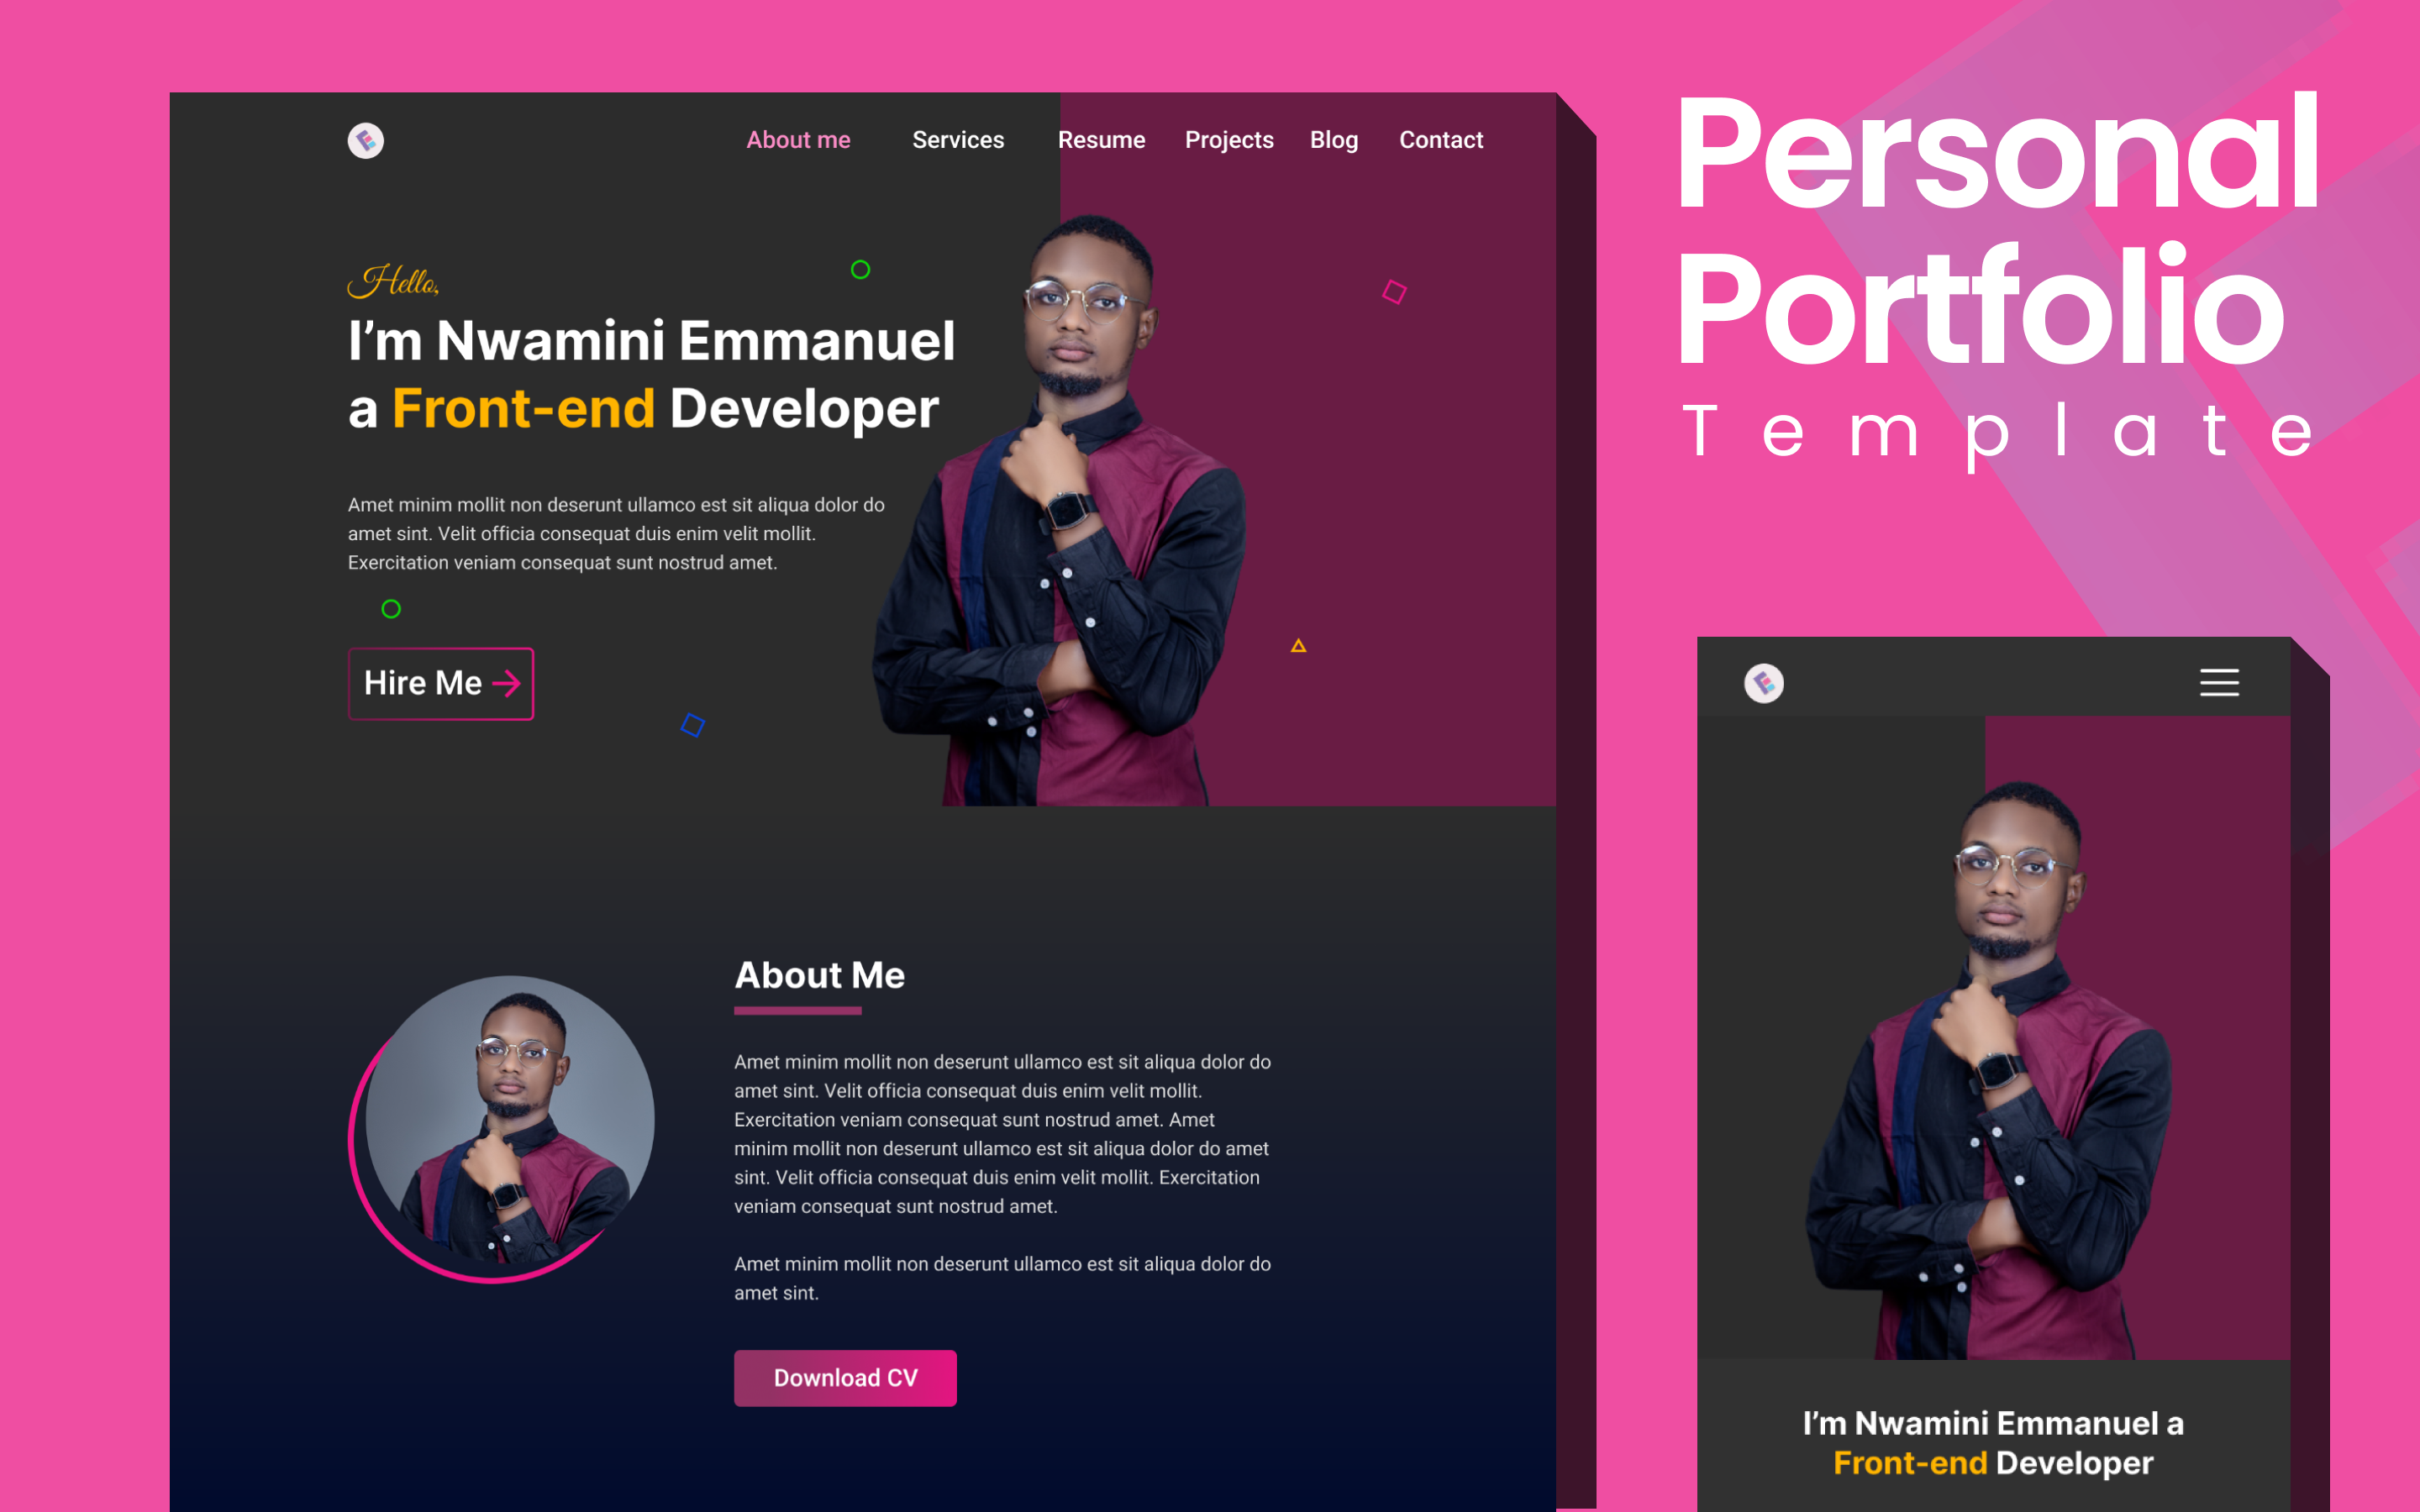 About me Services Resume Projects Blog Contact
Hello,
I'm Nwamini Emmanuel
a Front-end Developer
Amet minim mollit non deserunt ullamco est sit aliqua dolor do
amet sint. Velit officia consequat duis enim velit mollit.
Exercitation veniam consequat sunt nostrud amet.
Hire Me
About Me
Amet minim mollit non deserunt ullamco est sit aliqua dolor do
amet sint. Velit officia consequat duis enim velit mollit.
Exercitation veniam consequat sunt nostrud amet. Amet
minim mollit non deserunt ullamco est sit aliqua dolor do amet
sint. Velit officia consequat duis enim velit mollit. Exercitation
veniam consequat sunt nostrud amet.
Amet minim mollit non deserunt ullamco est sit aliqua dolor do
amet sint.
Download CV
Personal
Portfolio
Template
I'm Nwamini Emmanuel a
Front-end Developer